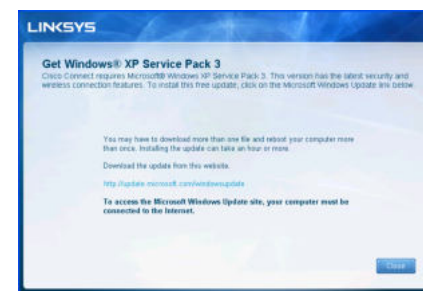 LINKSYS
Get Windows® XP Service Pack 3
Cisco Connect requires Microsoft® Windows XP Service Pack 3. This version has the latest security and
wireless connection features. To install this free update, click on the Microsoft Windows Update link below.
You may have to download more than one file and reboot your computer more
than once. Installing the update can take an hour or more.
Download the update from this website.
http://update.microsoft.com/windowsupdate
To access the Microsoft Windows Update site, your computer must be
connected to the Internet.
Close